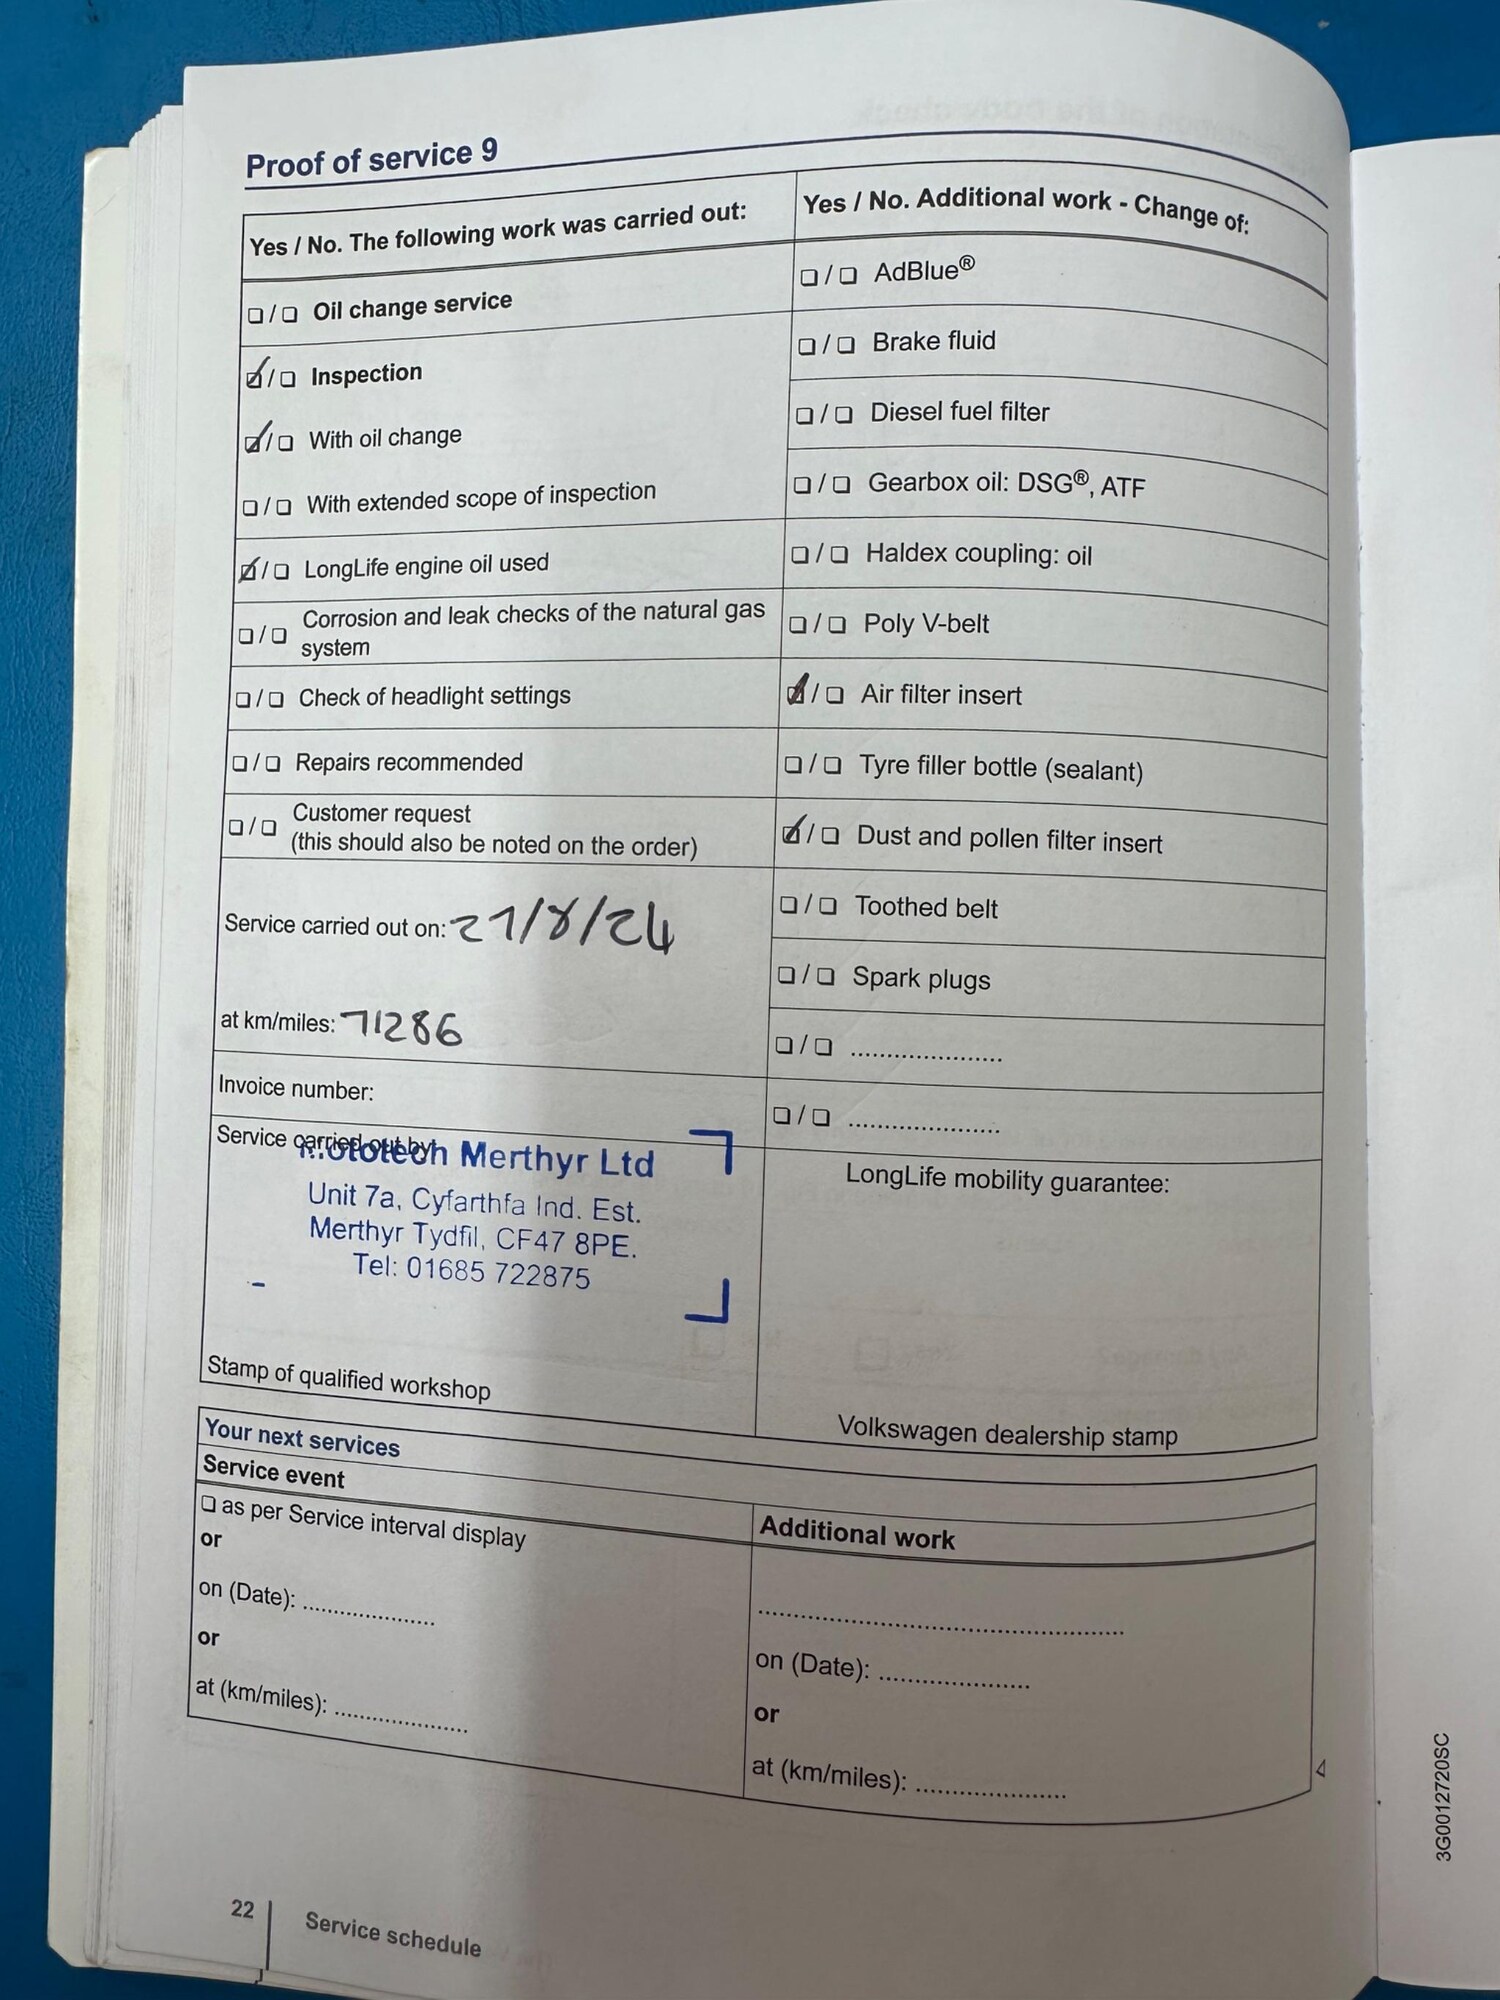 Proof of service 9
Yes / No. The following work was carried out:
❏ / ❏ Oil change service
☑ / ❏ Inspection
☑ / ❏ With oil change
❏ / ❏ With extended scope of inspection
☑ / ❏ LongLife engine oil used
❏ / ❏ Corrosion and leak checks of the natural gas
system
❏ / ❏ Check of headlight settings
❏ / ❏ Repairs recommended
❏ / ❏ Customer request
(this should also be noted on the order)
Service carried out on: 27/8/24
at km/miles: 71286
Invoice number:
Service carried out by:
Mototech Merthyr Ltd
Unit 7a, Cyfarthfa Ind. Est.
Merthyr Tydfil, CF47 8PE.
Tel: 01685 722875
Stamp of qualified workshop
Yes / No. Additional work - Change of:
❏ / ❏ AdBlue®
❏ / ❏ Brake fluid
❏ / ❏ Diesel fuel filter
❏ / ❏ Gearbox oil: DSG®, ATF
❏ / ❏ Haldex coupling: oil
❏ / ❏ Poly V-belt
☑ / ❏ Air filter insert
❏ / ❏ Tyre filler bottle (sealant)
☑ / ❏ Dust and pollen filter insert
❏ / ❏ Toothed belt
❏ / ❏ Spark plugs
❏ / ❏ .....................
❏ / ❏ .....................
LongLife mobility guarantee:
Volkswagen dealership stamp
Your next services
Service event
❏ as per Service interval display
or
on (Date): .....................
or
at (km/miles): .....................
Additional work
..................................................
on (Date): .....................
or
at (km/miles): .....................
22
Service schedule
3G0012720SC